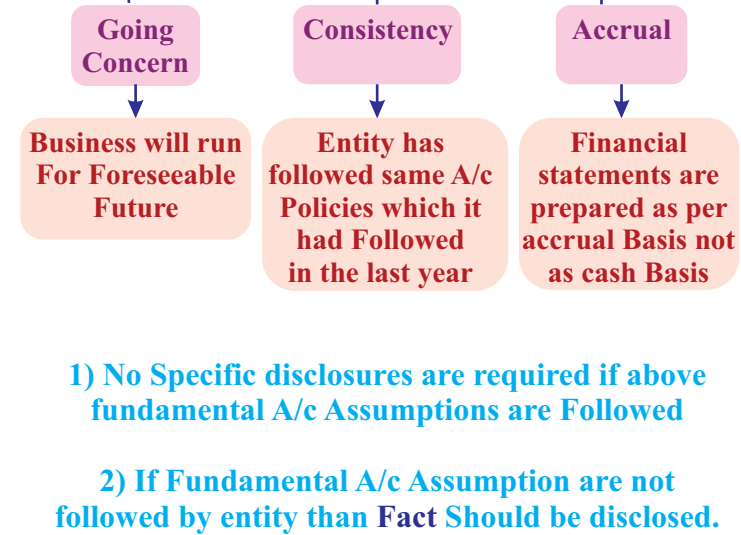 Going
Concern
Consistency
Accrual
Business will run
For Foreseeable
Future
Entity has
followed same A/c
Policies which it
had Followed
in the last year
Financial
statements are
prepared as per
accrual Basis not
as cash Basis
1) No Specific disclosures are required if above
fundamental A/c Assumptions are Followed
2) If Fundamental A/c Assumption are not
followed by entity than Fact Should be disclosed.